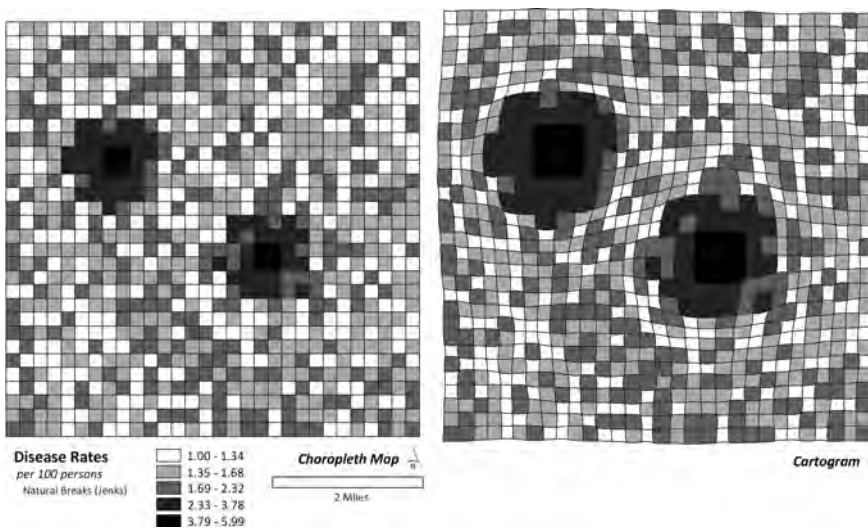 Disease Rates
per 100 persons
Natural Breaks (Jenks)
1.00 - 1.34
1.35 - 1.68
1.69 - 2.32
2.33 - 3.78
3.79 - 5.99
Choropleth Map
N
2 Miles
Cartogram